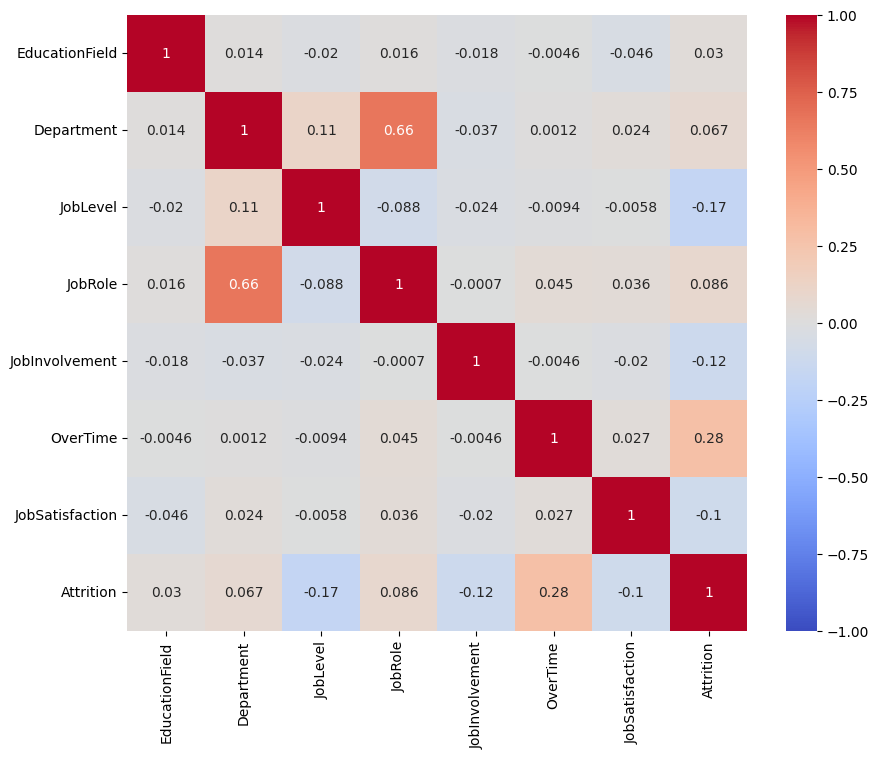 EducationField 1 0.014 -0.02 0.016 -0.018 -0.0046 -0.046 0.03
Department 0.014 1 0.11 0.66 -0.037 0.0012 0.024 0.067
JobLevel -0.02 0.11 1 -0.088 -0.024 -0.0094 -0.0058 -0.17
JobRole 0.016 0.66 -0.088 1 -0.0007 0.045 0.036 0.086
JobInvolvement -0.018 -0.037 -0.024 -0.0007 1 -0.0046 -0.02 -0.12
OverTime -0.0046 0.0012 -0.0094 0.045 -0.0046 1 0.027 0.28
JobSatisfaction -0.046 0.024 -0.0058 0.036 -0.02 0.027 1 -0.1
Attrition 0.03 0.067 -0.17 0.086 -0.12 0.28 -0.1 1
EducationField
Department
JobLevel
JobRole
JobInvolvement
OverTime
JobSatisfaction
Attrition
1.00
0.75
0.50
0.25
0.00
−0.25
−0.50
−0.75
−1.00